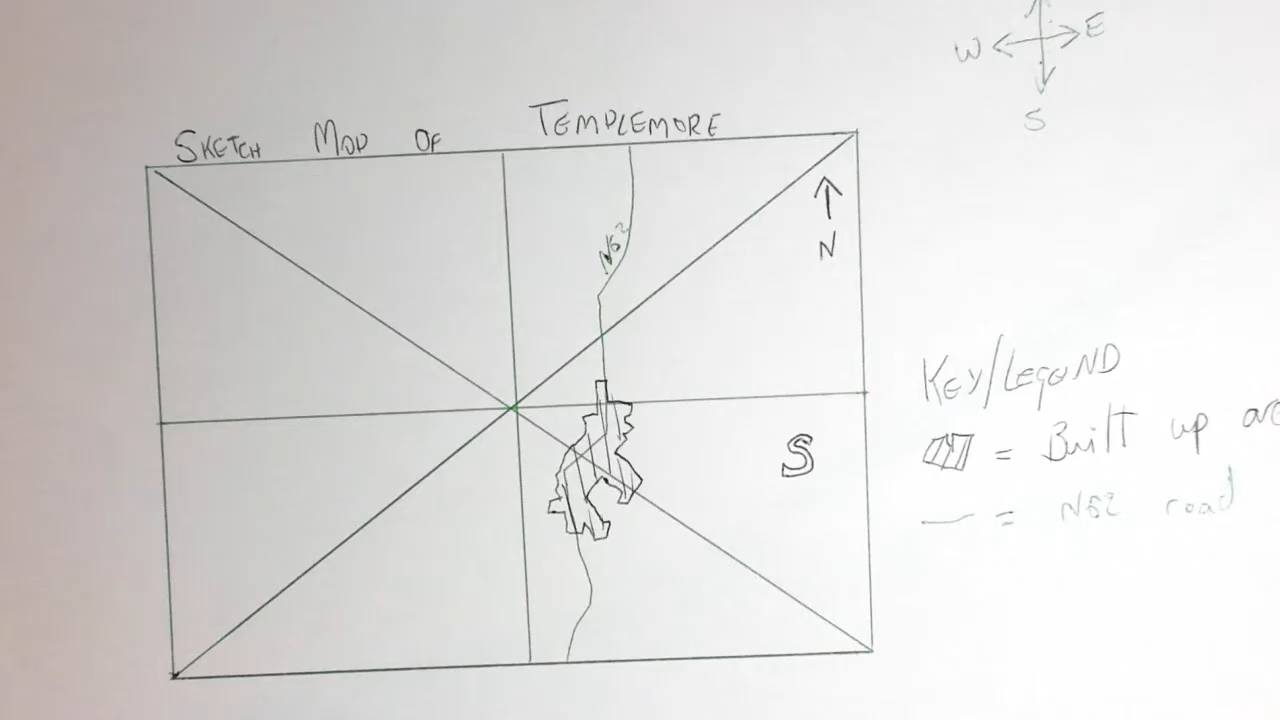 W E
S
SKETCH MAP OF TEMPLEMORE
N62
N
S
KEY/LEGEND
= Built up
= N62 road